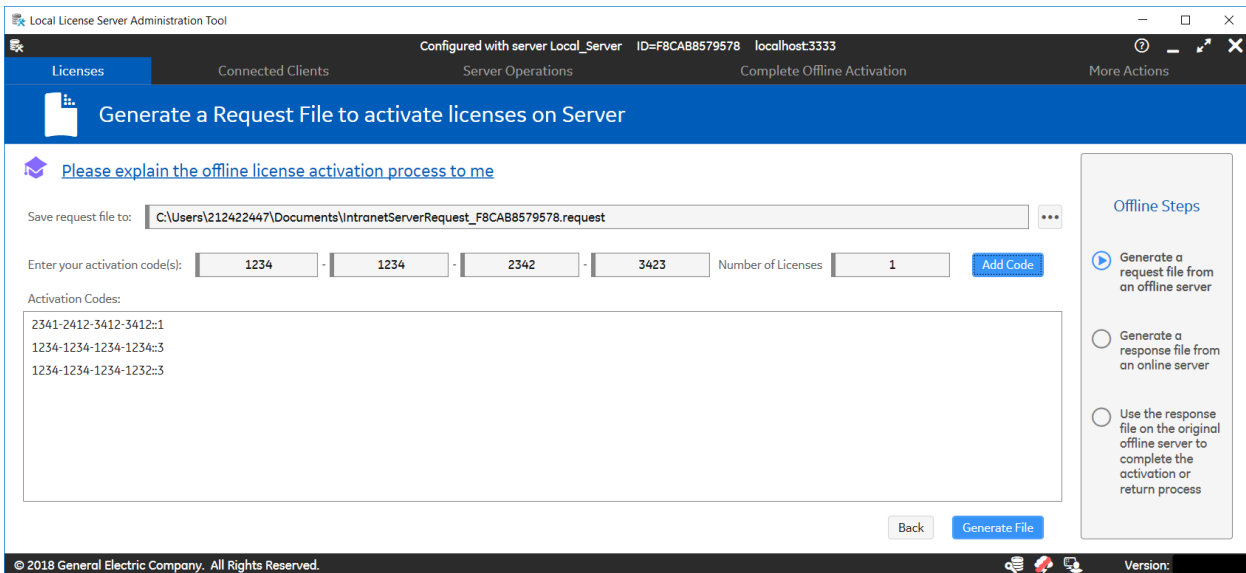 Local License Server Administration Tool
Configured with server Local_Server ID=F8CAB8579578 localhost:3333
Licenses Connected Clients Server Operations Complete Offline Activation More Actions
Generate a Request File to activate licenses on Server
Please explain the offline license activation process to me
Save request file to: C:\Users\212422447\Documents\IntranetServerRequest_F8CAB8579578.request
Enter your activation code(s): 1234 - 1234 - 2342 - 3423 Number of Licenses 1 Add Code
Activation Codes:
2341-2412-3412-3412::1
1234-1234-1234-1234::3
1234-1234-1234-1232::3
Back Generate File
Offline Steps
Generate a
request file from
an offline server
Generate a
response file from
an online server
Use the response
file on the original
offline server to
complete the
activation or
return process
© 2018 General Electric Company. All Rights Reserved. Version: